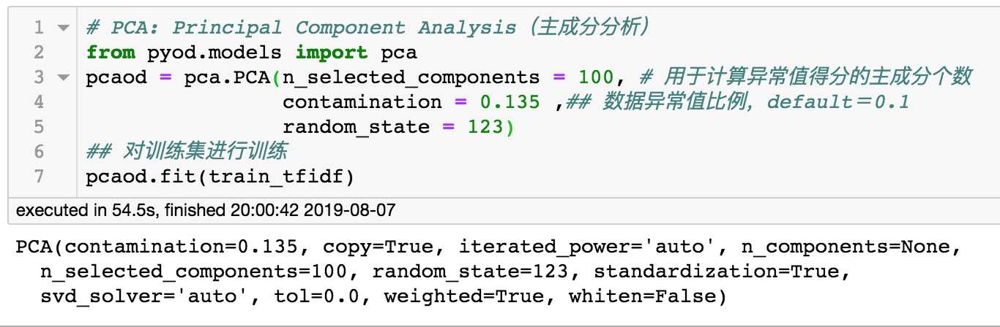 1 # PCA: Principal Component Analysis（主成分分析）
2 from pyod.models import pca
3 pcaod = pca.PCA(n_selected_components = 100, # 用于计算异常值得分的主成分个数
4 contamination = 0.135 ,## 数据异常值比例，default＝0.1
5 random_state = 123)
6 ## 对训练集进行训练
7 pcaod.fit(train_tfidf)
executed in 54.5s, finished 20:00:42 2019-08-07
PCA(contamination=0.135, copy=True, iterated_power='auto', n_components=None,
n_selected_components=100, random_state=123, standardization=True,
svd_solver='auto', tol=0.0, weighted=True, whiten=False)